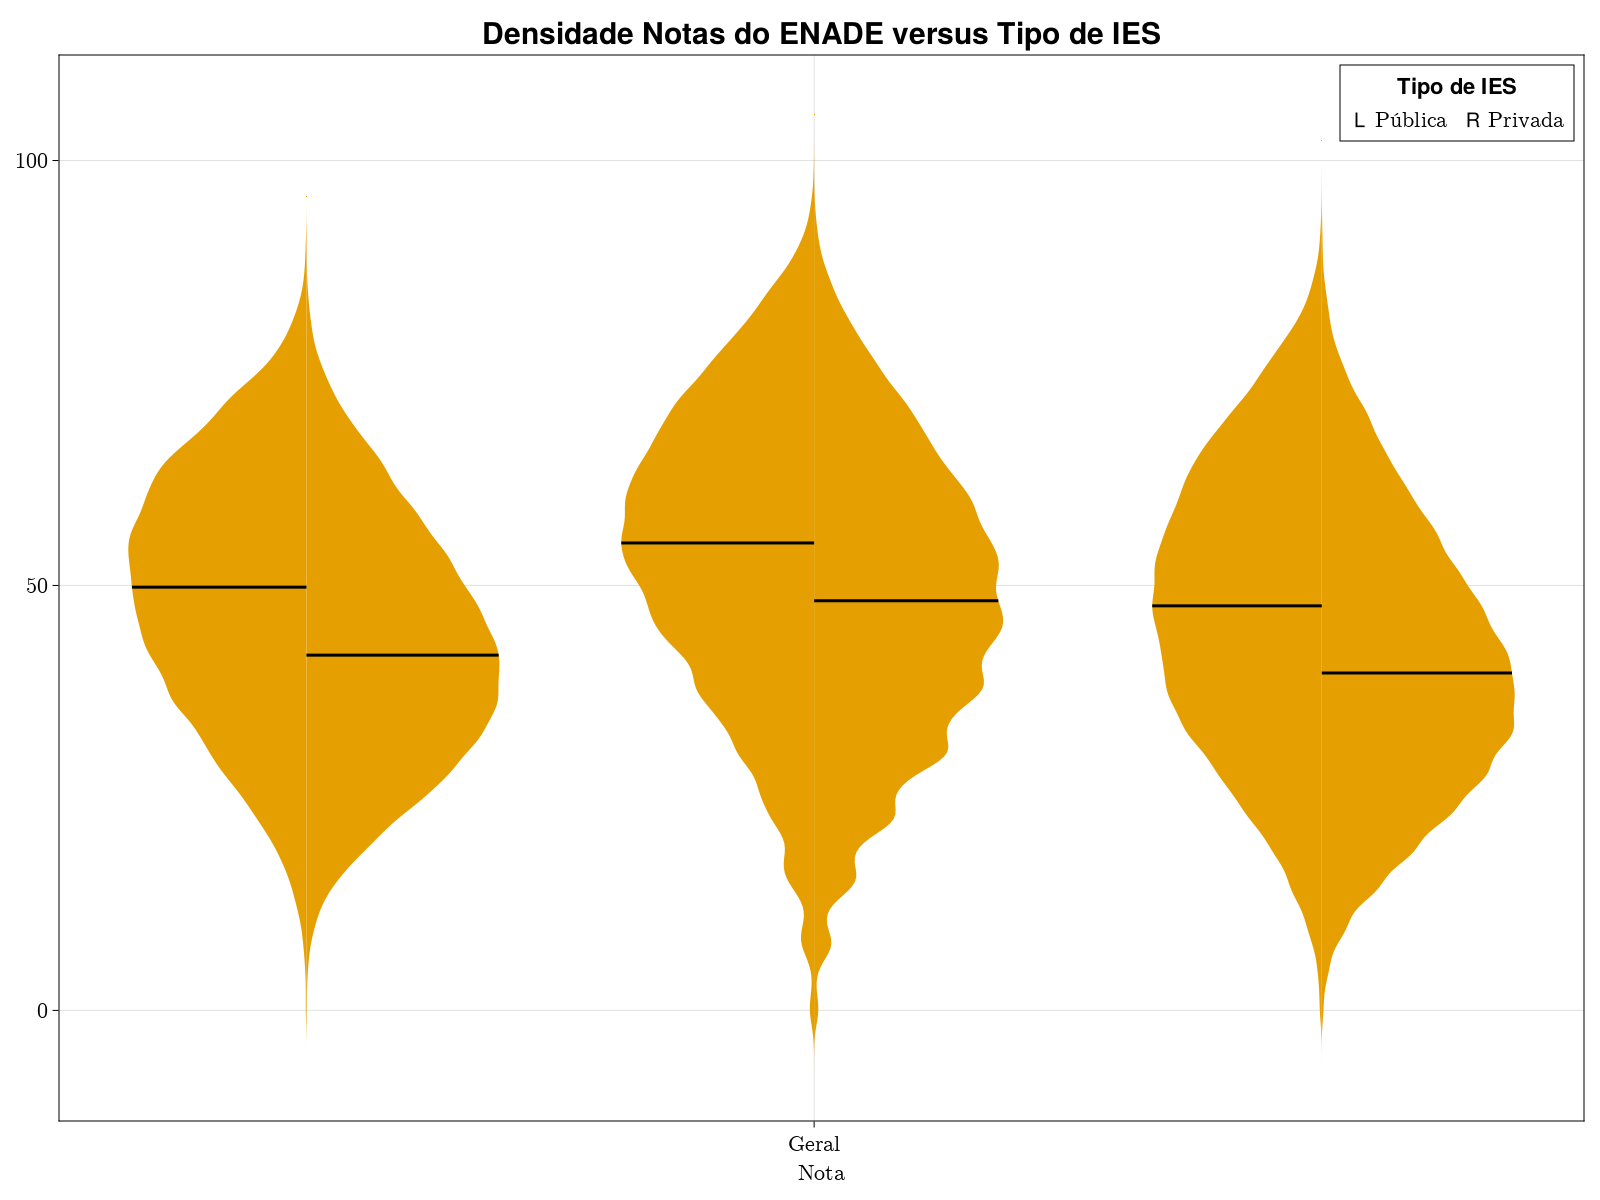 Densidade Notas do ENADE versus Tipo de IES
Tipo de IES
L Pública R Privada
100
50
0
Geral
Nota